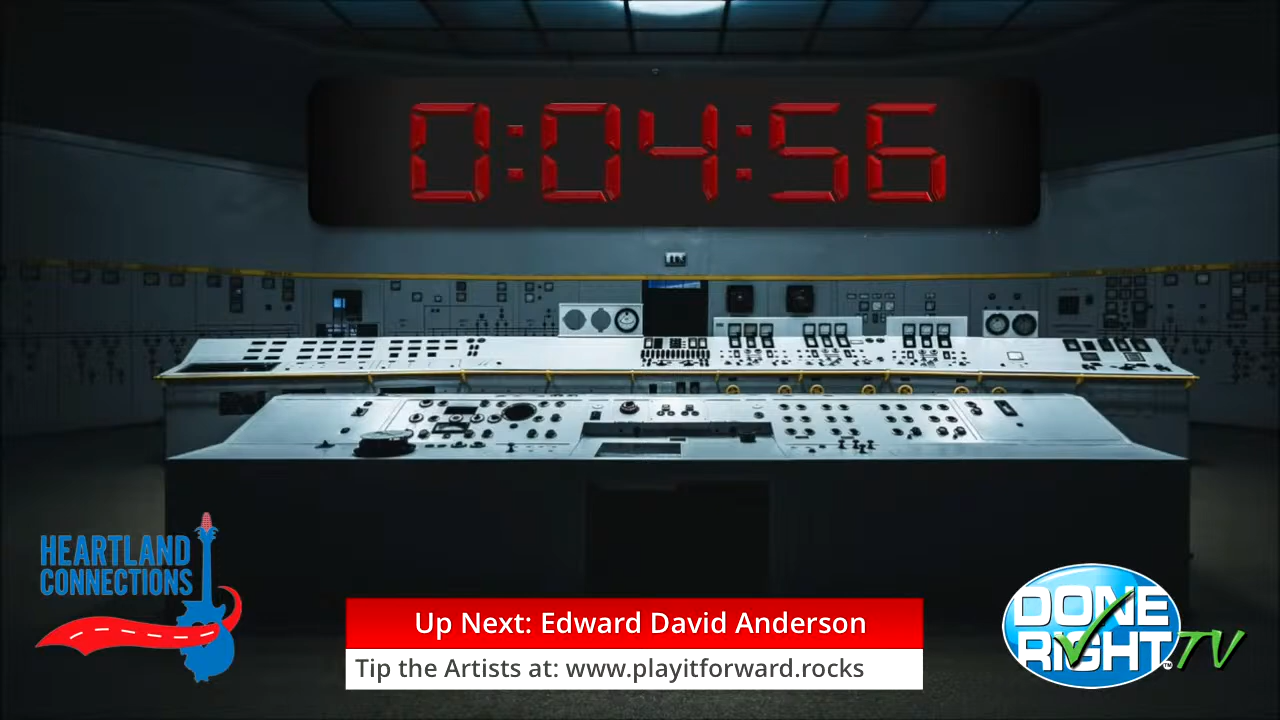 0:04:56
HEARTLAND
CONNECTIONS
Up Next: Edward David Anderson
Tip the Artists at: www.playitforward.rocks
DONE
RIGHT TV
TM